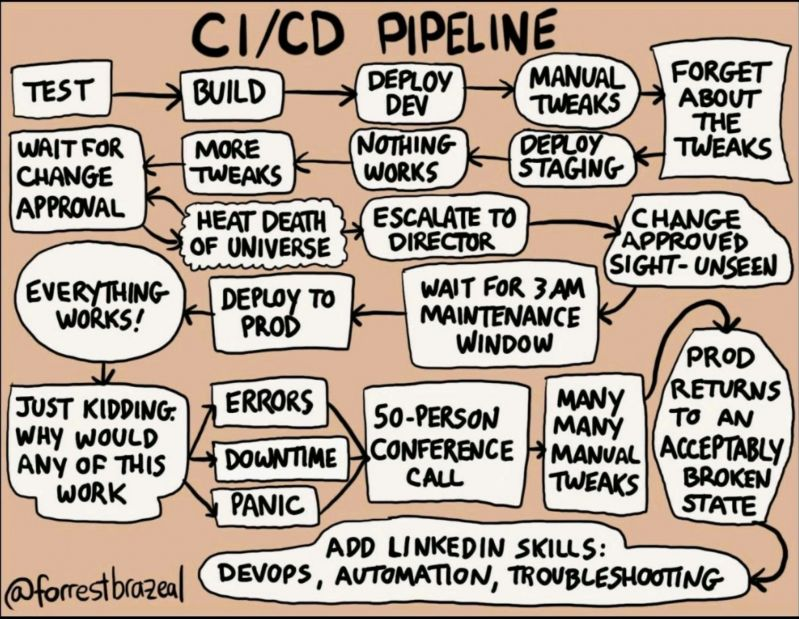 CI/CD PIPELINE
TEST
BUILD
DEPLOY
DEV
MANUAL
TWEAKS
FORGET
ABOUT
THE
TWEAKS
DEPLOY
STAGING
NOTHING
WORKS
MORE
TWEAKS
WAIT FOR
CHANGE
APPROVAL
HEAT DEATH
OF UNIVERSE
ESCALATE TO
DIRECTOR
CHANGE
APPROVED
SIGHT-UNSEEN
WAIT FOR 3 AM
MAINTENANCE
WINDOW
DEPLOY TO
PROD
EVERYTHING
WORKS!
JUST KIDDING.
WHY WOULD
ANY OF THIS
WORK
ERRORS
DOWNTIME
PANIC
50-PERSON
CONFERENCE
CALL
MANY
MANY
MANUAL
TWEAKS
PROD
RETURNS
TO AN
ACCEPTABLY
BROKEN
STATE
ADD LINKEDIN SKILLS:
DEVOPS, AUTOMATION, TROUBLESHOOTING
@forrestbrazeal